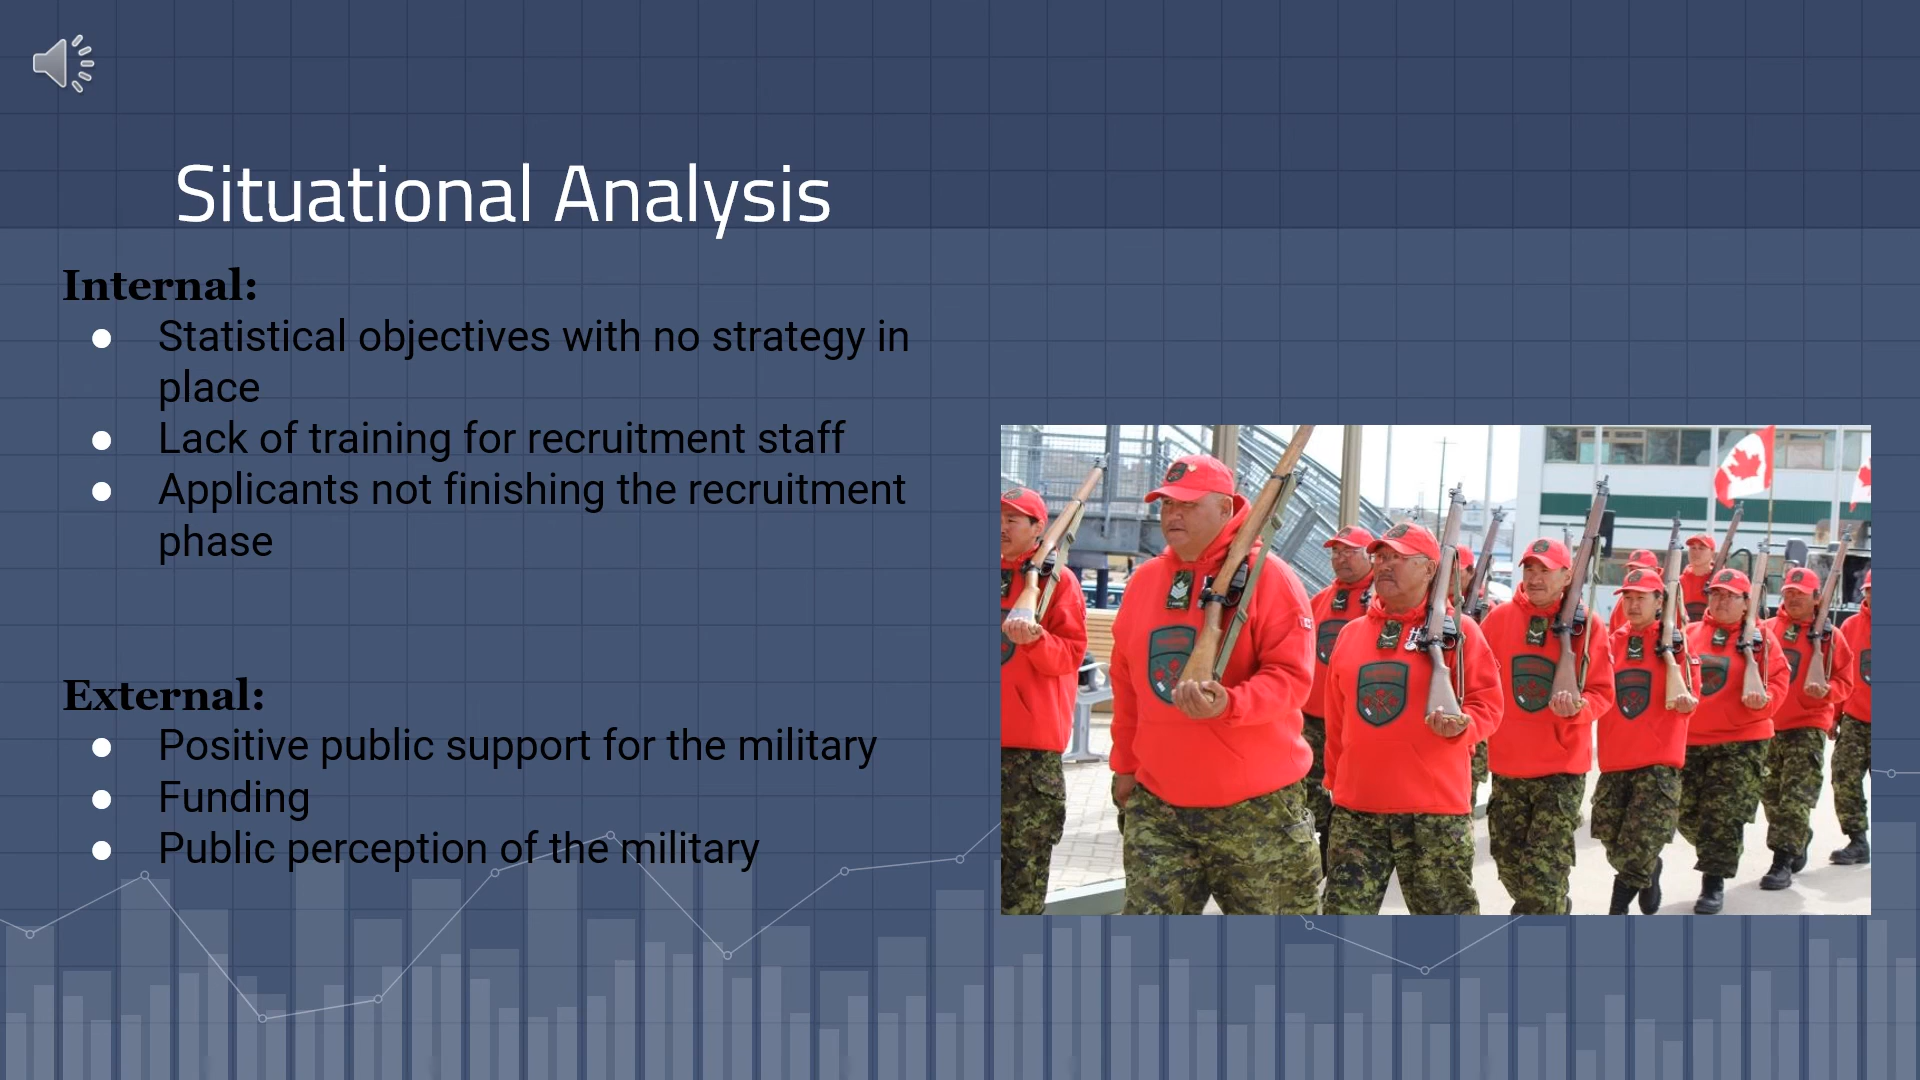 Situational Analysis
Internal:
● Statistical objectives with no strategy in
place
● Lack of training for recruitment staff
● Applicants not finishing the recruitment
phase
External:
● Positive public support for the military
● Funding
● Public perception of the military